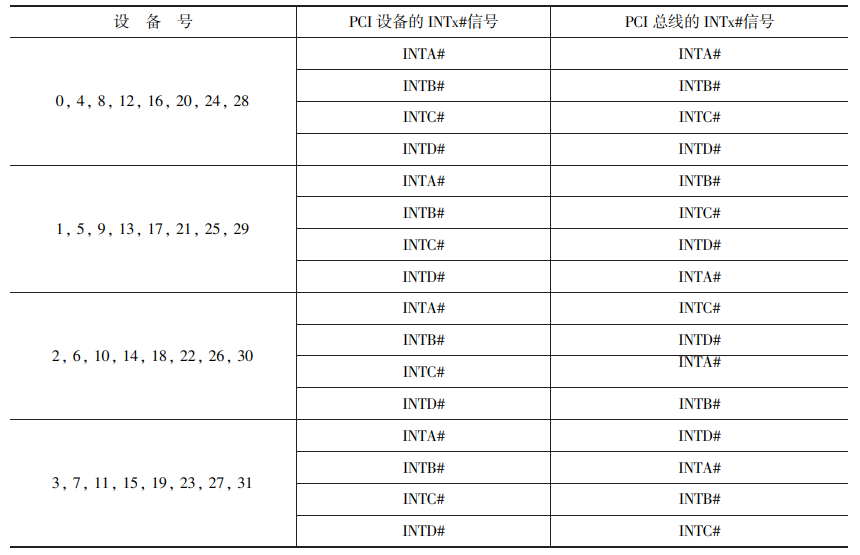 设 备 号 PCI 设备的 INTx#信号 PCI 总线的 INTx#信号
0, 4, 8, 12, 16, 20, 24, 28
INTA# INTA#
INTB# INTB#
INTC# INTC#
INTD# INTD#
1, 5, 9, 13, 17, 21, 25, 29
INTA# INTB#
INTB# INTC#
INTC# INTD#
INTD# INTA#
2, 6, 10, 14, 18, 22, 26, 30
INTA# INTC#
INTB# INTD#
INTC# INTA#
INTD# INTB#
3, 7, 11, 15, 19, 23, 27, 31
INTA# INTD#
INTB# INTA#
INTC# INTB#
INTD# INTC#